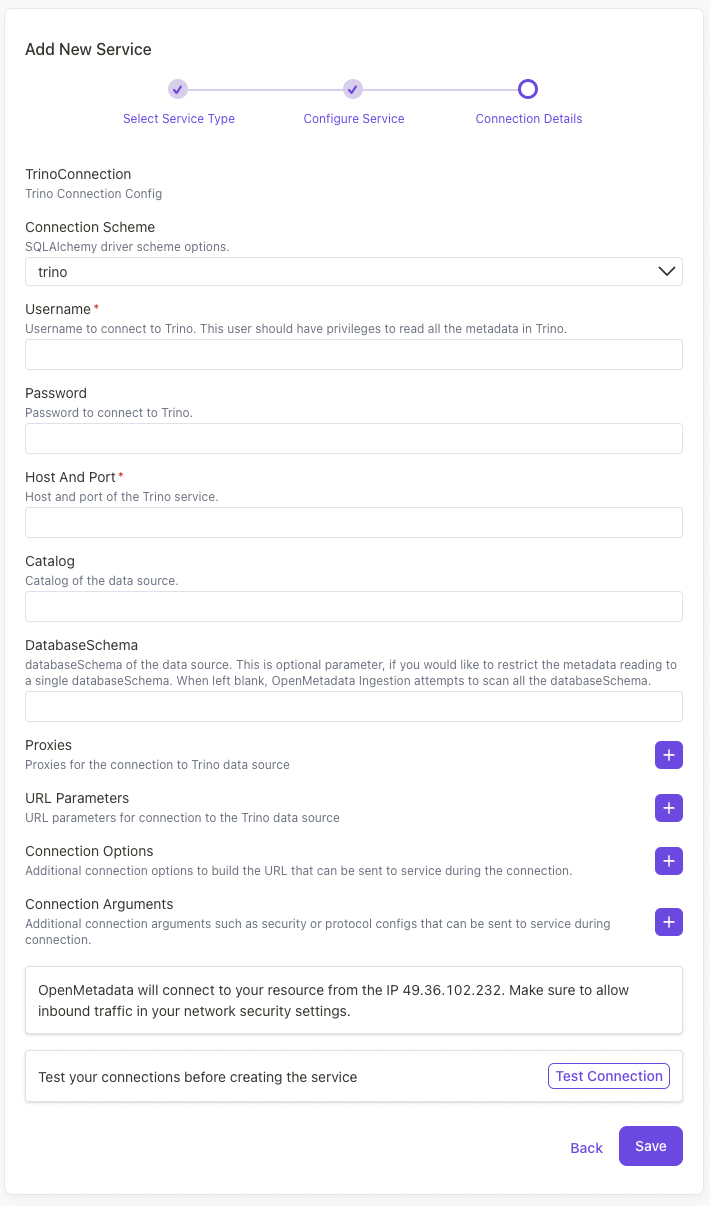 Add New Service
Select Service Type
Configure Service
Connection Details
TrinoConnection
Trino Connection Config
Connection Scheme
SQLAlchemy driver scheme options.
trino
Username*
Username to connect to Trino. This user should have privileges to read all the metadata in Trino.
Password
Password to connect to Trino.
Host And Port*
Host and port of the Trino service.
Catalog
Catalog of the data source.
DatabaseSchema
databaseSchema of the data source. This is optional parameter, if you would like to restrict the metadata reading to
a single databaseSchema. When left blank, OpenMetadata Ingestion attempts to scan all the databaseSchema.
Proxies
Proxies for the connection to Trino data source
URL Parameters
URL parameters for connection to the Trino data source
Connection Options
Additional connection options to build the URL that can be sent to service during the connection.
Connection Arguments
Additional connection arguments such as security or protocol configs that can be sent to service during
connection.
OpenMetadata will connect to your resource from the IP 49.36.102.232. Make sure to allow
inbound traffic in your network security settings.
Test your connections before creating the service
Test Connection
Back
Save